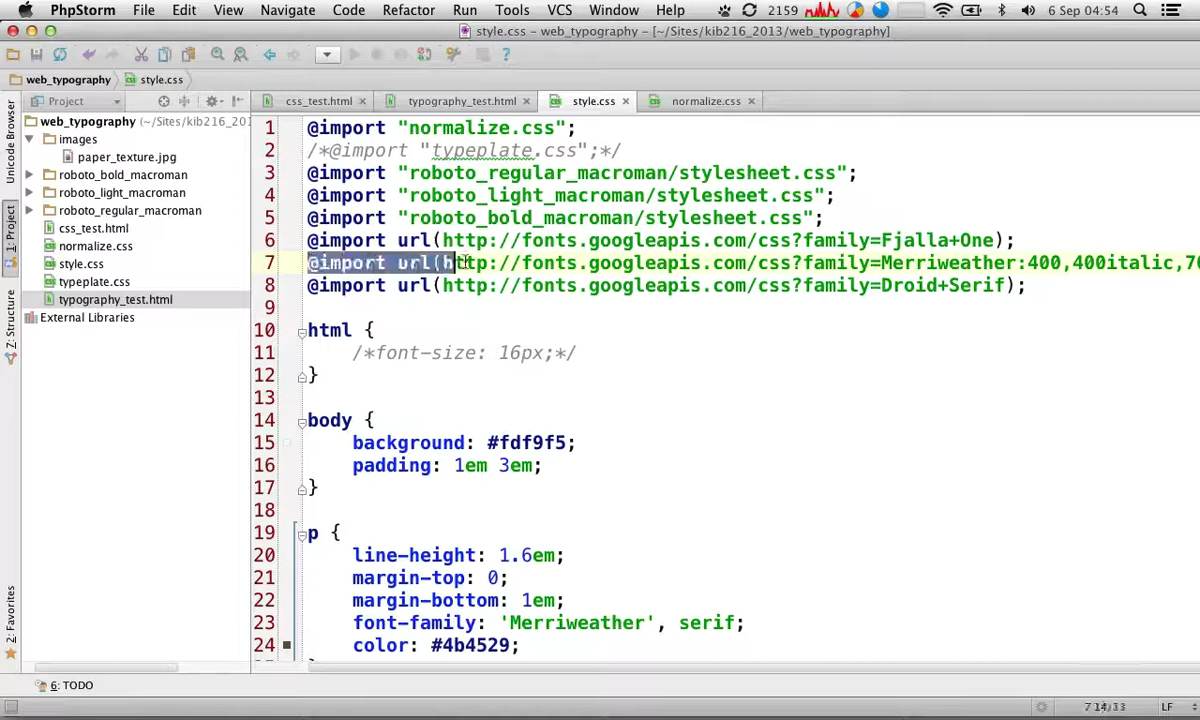 PhpStorm File Edit View Navigate Code Refactor Run Tools VCS Window Help 2159 6 Sep 04:54
style.css – web_typography – [~/Sites/kib216_2013/web_typography]
web_typography style.css
Project css_test.html typography_test.html style.css normalize.css
web_typography (~/Sites/kib216_201
images
paper_texture.jpg
roboto_bold_macroman
roboto_light_macroman
roboto_regular_macroman
css_test.html
normalize.css
style.css
typeplate.css
typography_test.html
External Libraries
Unicode Browser
1: Project
Z: Structure
2: Favorites
1 @import "normalize.css";
2 /*@import "typeplate.css";*/
3 @import "roboto_regular_macroman/stylesheet.css";
4 @import "roboto_light_macroman/stylesheet.css";
5 @import "roboto_bold_macroman/stylesheet.css";
6 @import url(http://fonts.googleapis.com/css?family=Fjalla+One);
7 @import url(http://fonts.googleapis.com/css?family=Merriweather:400,400italic,70
8 @import url(http://fonts.googleapis.com/css?family=Droid+Serif);
9
10 html {
11 /*font-size: 16px;*/
12 }
13
14 body {
15 background: #fdf9f5;
16 padding: 1em 3em;
17 }
18
19 p {
20 line-height: 1.6em;
21 margin-top: 0;
22 margin-bottom: 1em;
23 font-family: 'Merriweather', serif;
24 color: #4b4529;
6: TODO
LF